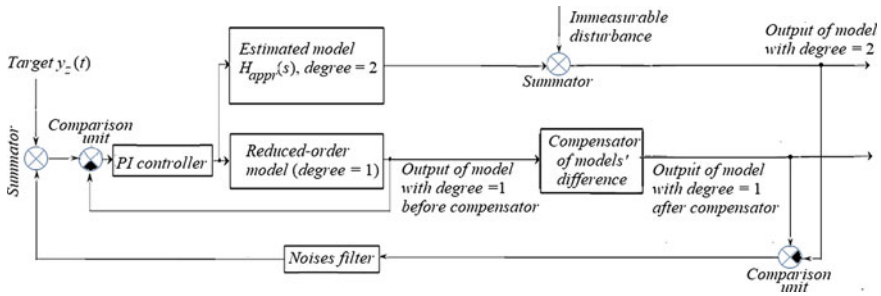 Immeasurable
disturbance
Output of model
with degree = 2
Estimated model
H_appr(s), degree = 2
Summator
Target y_z(t)
Comparison
unit
Summator
PI controller
Reduced-order
model (degree = 1)
Compensator
of models'
difference
Output of model
with degree =1
before compensator
Output of model
with degree = 1
after compensator
Noises filter
Comparison
unit